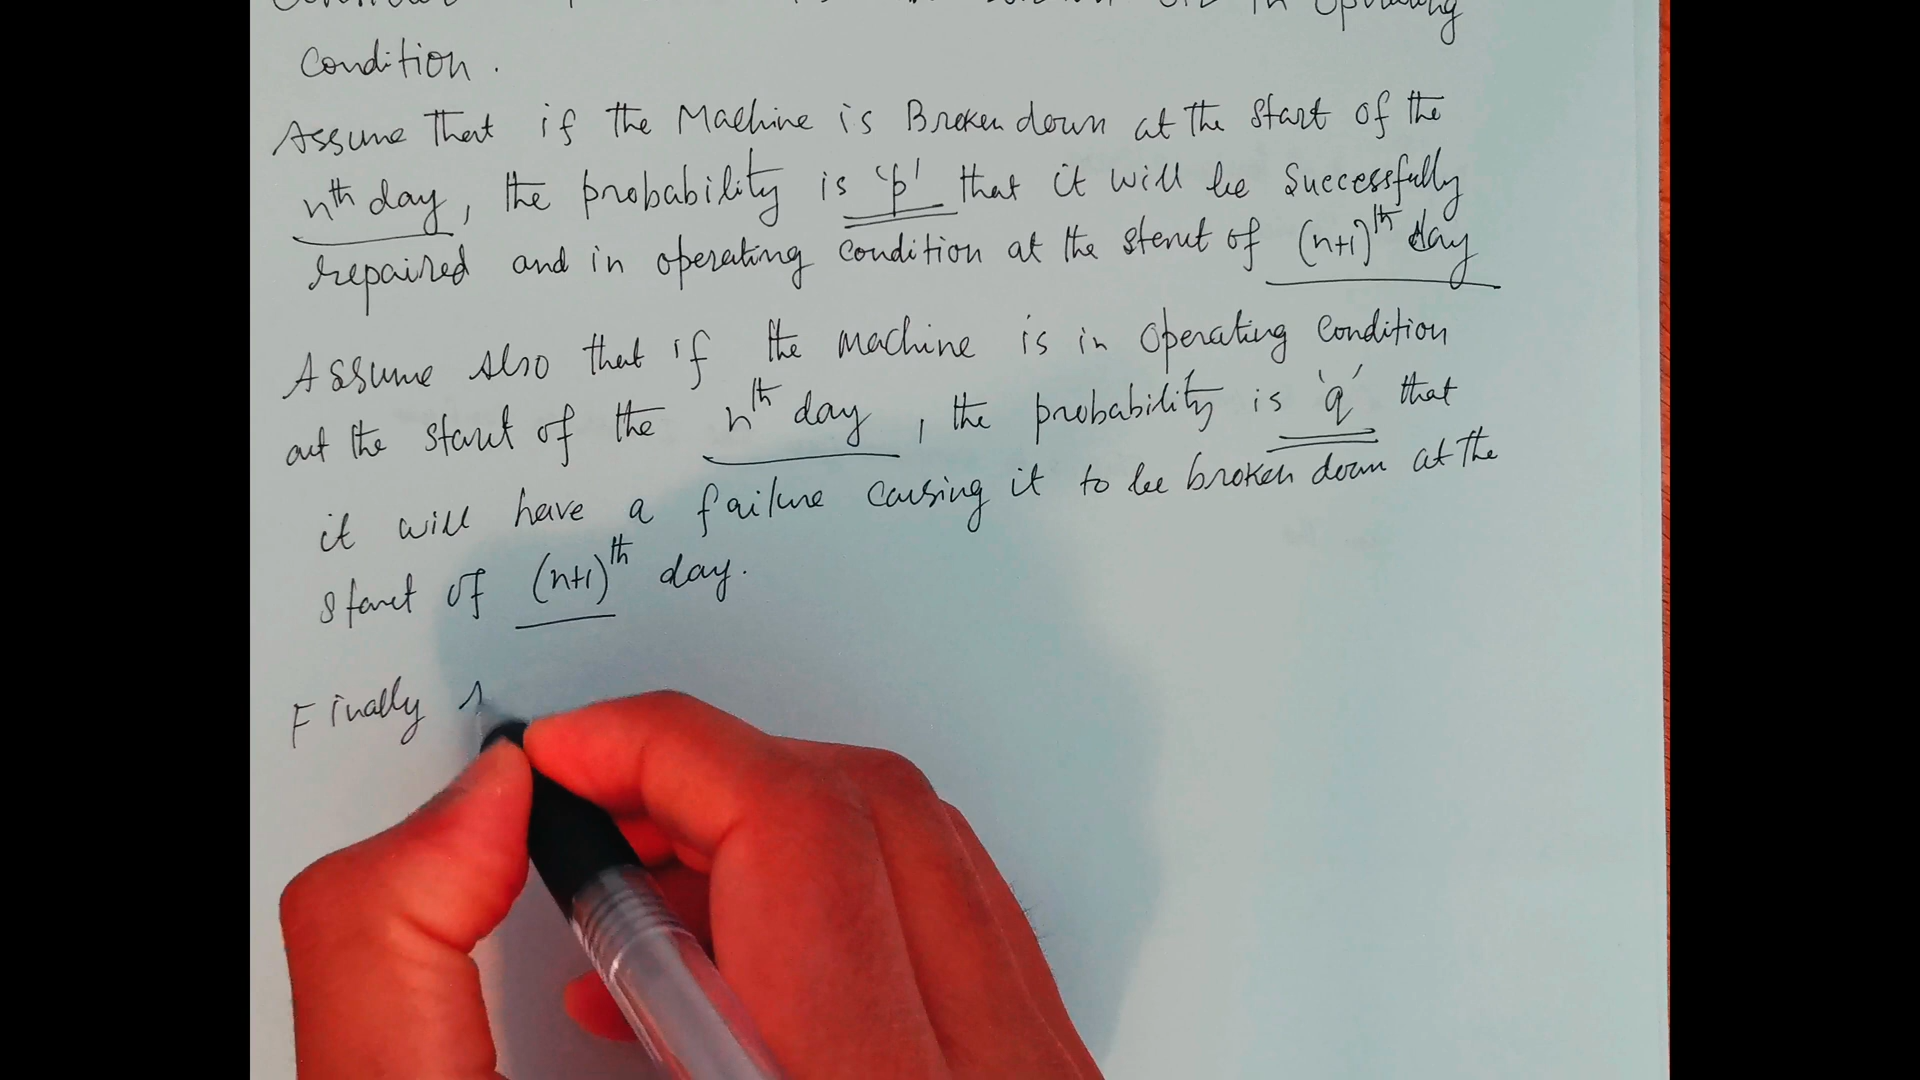 in operating
condition.
Assume that if the Machine is Broken down at the start of the
nth day, the probability is 'p' that it will be successfully
repaired and in operating condition at the start of (n+1)th day
Assume Also that if the machine is in operating condition
at the start of the nth day, the probability is 'q' that
it will have a failure causing it to be broken down at the
start of (n+1)th day.
Finally